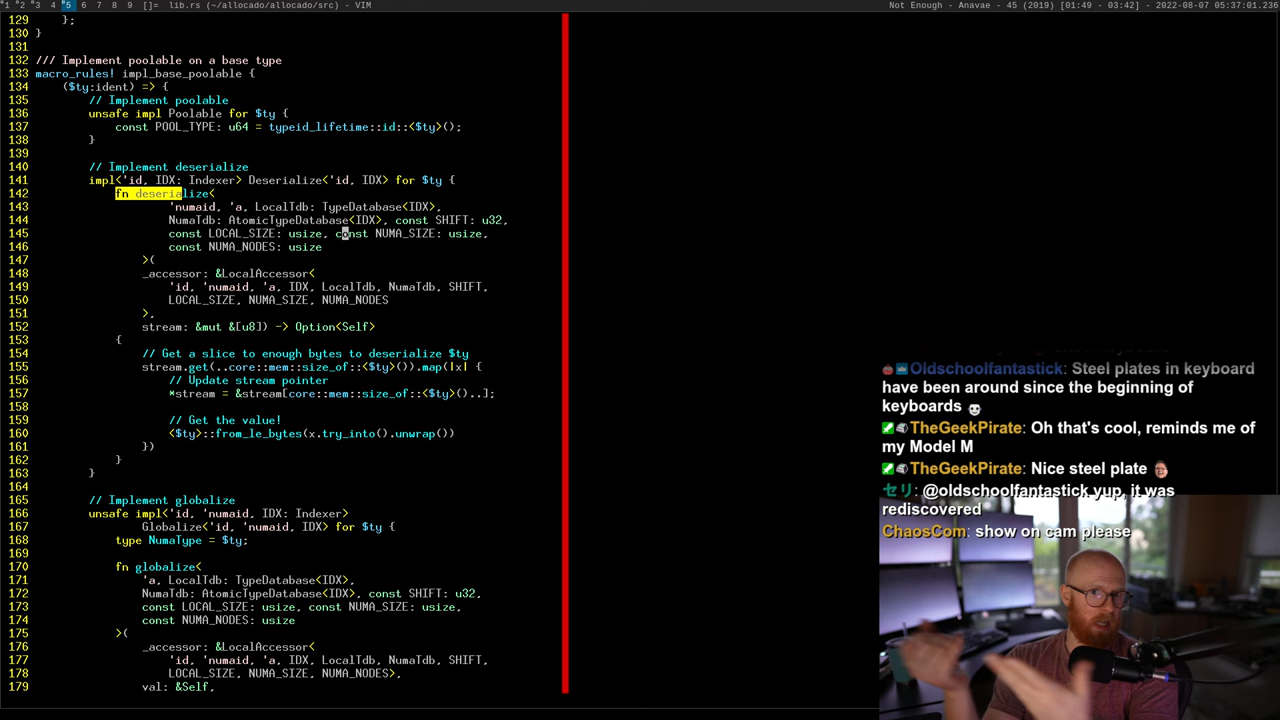 1 2 3 4 5 6 7 8 9 []= lib.rs (~/allocado/allocado/src) - VIM
Not Enough - Anavae - 45 (2019) [01:49 - 03:42] - 2022-08-07 05:37:01.236
129     };
130 }
131
132 /// Implement poolable on a base type
133 macro_rules! impl_base_poolable {
134     ($ty:ident) => {
135         // Implement poolable
136         unsafe impl Poolable for $ty {
137             const POOL_TYPE: u64 = typeid_lifetime::id::<$ty>();
138         }
139
140         // Implement deserialize
141         impl<'id, IDX: Indexer> Deserialize<'id, IDX> for $ty {
142             fn deserialize<
143                     'numaid, 'a, LocalTdb: TypeDatabase<IDX>,
144                     NumaTdb: AtomicTypeDatabase<IDX>, const SHIFT: u32,
145                     const LOCAL_SIZE: usize, const NUMA_SIZE: usize,
146                     const NUMA_NODES: usize
147                 >(
148                 _accessor: &LocalAccessor<
149                     'id, 'numaid, 'a, IDX, LocalTdb, NumaTdb, SHIFT,
150                     LOCAL_SIZE, NUMA_SIZE, NUMA_NODES
151                 >,
152                 stream: &mut &[u8]) -> Option<Self>
153             {
154                 // Get a slice to enough bytes to deserialize $ty
155                 stream.get(..core::mem::size_of::<$ty>()).map(|x| {
156                     // Update stream pointer
157                     *stream = &stream[core::mem::size_of::<$ty>()..];
158
159                     // Get the value!
160                     <$ty>::from_le_bytes(x.try_into().unwrap())
161                 })
162             }
163         }
164
165         // Implement globalize
166         unsafe impl<'id, 'numaid, IDX: Indexer>
167                 Globalize<'id, 'numaid, IDX> for $ty {
168             type NumaType = $ty;
169
170             fn globalize<
171                 'a, LocalTdb: TypeDatabase<IDX>,
172                 NumaTdb: AtomicTypeDatabase<IDX>, const SHIFT: u32,
173                 const LOCAL_SIZE: usize, const NUMA_SIZE: usize,
174                 const NUMA_NODES: usize
175             >(
176                 _accessor: &LocalAccessor<
177                     'id, 'numaid, 'a, IDX, LocalTdb, NumaTdb, SHIFT,
178                     LOCAL_SIZE, NUMA_SIZE, NUMA_NODES>,
179                 val: &Self,
Oldschoolfantastick: Steel plates in keyboard
have been around since the beginning of
keyboards
TheGeekPirate: Oh that's cool, reminds me of
my Model M
TheGeekPirate: Nice steel plate
セリ: @oldschoolfantastick yup, it was
rediscovered
ChaosCom: show on cam please